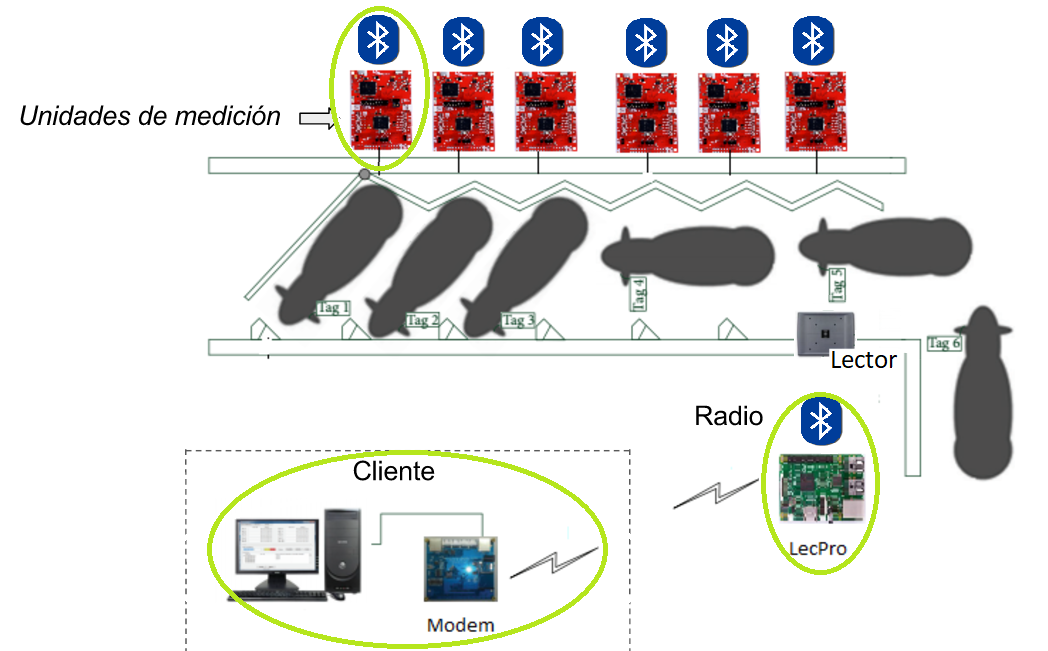 Unidades de medición
Tag 1
Tag 2
Tag 3
Tag 4
Tag 5
Tag 6
Lector
Radio
LecPro
Cliente
Modem